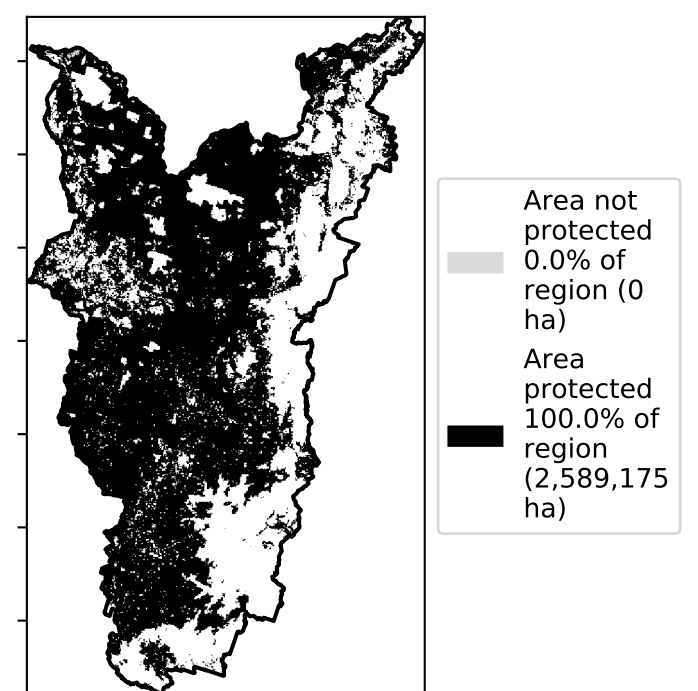 Area not
protected
0.0% of
region (0
ha)
Area
protected
100.0% of
region
(2,589,175
ha)